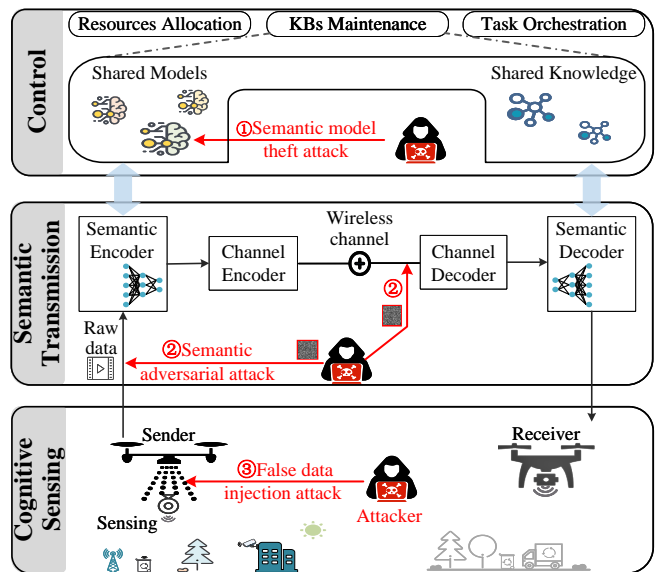 Resources Allocation
KBs Maintenance
Task Orchestration
Control
Shared Models
Shared Knowledge
①Semantic model
theft attack
Semantic
Transmission
Semantic
Encoder
Channel
Encoder
Wireless
channel
Channel
Decoder
Semantic
Decoder
②
Raw
data
②Semantic
adversarial attack
Cognitive
Sensing
Sender
Receiver
③False data
injection attack
Attacker
Sensing